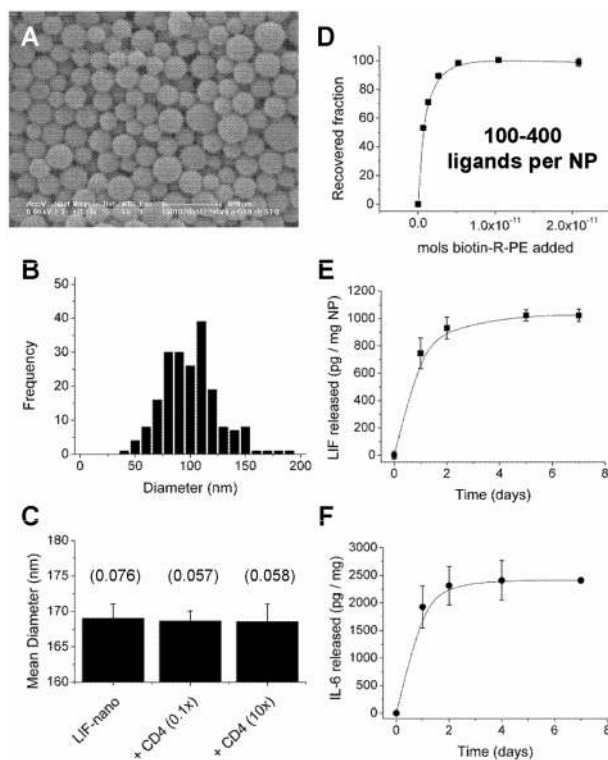 A
D
100
80
60
40
20
0
Recovered fraction
100-400
ligands per NP
0.0
1.0x10⁻¹¹
2.0x10⁻¹¹
mols biotin-R-PE added
B
40
30
20
10
0
Frequency
0
50
100
150
200
Diameter (nm)
E
1200
1000
800
600
400
200
0
LIF released (pg / mg NP)
0
2
4
6
8
Time (days)
C
180
175
170
165
160
Mean Diameter (nm)
(0.076)
(0.057)
(0.058)
LIF-nano
+ CD4 (0.1x)
+ CD4 (10x)
F
3000
2500
2000
1500
1000
500
0
IL-6 released (pg / mg)
0
2
4
6
8
Time (days)